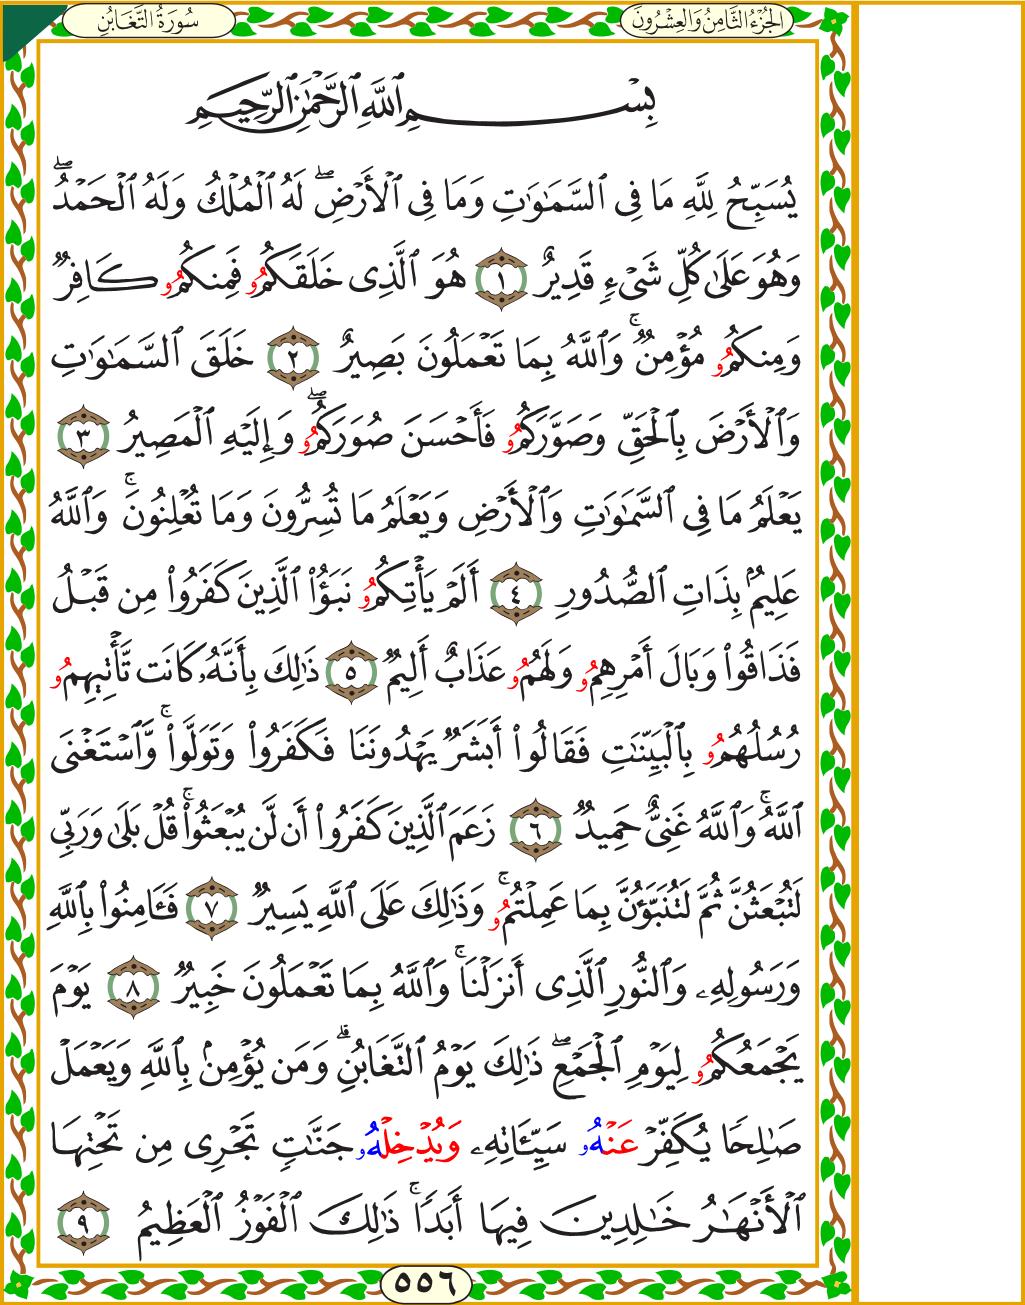 الجُزْءُ الثَّامِنُ وَالعِشْرُونَ
سُورَةُ التَّغَابُنِ
بِسْمِ ٱللَّهِ ٱلرَّحْمَٰنِ ٱلرَّحِيمِ
يُسَبِّحُ لِلَّهِ مَا فِى ٱلسَّمَٰوَٰتِ وَمَا فِى ٱلْأَرْضِ ۖ لَهُ ٱلْمُلْكُ وَلَهُ ٱلْحَمْدُ ۖ
وَهُوَ عَلَىٰ كُلِّ شَىْءٍ قَدِيرٌ ١ هُوَ ٱلَّذِى خَلَقَكُمُۥ فَمِنكُمُۥ كَافِرٌ
وَمِنكُمُۥ مُؤْمِنٌ ۚ وَٱللَّهُ بِمَا تَعْمَلُونَ بَصِيرٌ ٢ خَلَقَ ٱلسَّمَٰوَٰتِ
وَٱلْأَرْضَ بِٱلْحَقِّ وَصَوَّرَكُمُۥ فَأَحْسَنَ صُوَرَكُمُۥ ۖ وَإِلَيْهِ ٱلْمَصِيرُ ٣
يَعْلَمُ مَا فِى ٱلسَّمَٰوَٰتِ وَٱلْأَرْضِ وَيَعْلَمُ مَا تُسِرُّونَ وَمَا تُعْلِنُونَ ۚ وَٱللَّهُ
عَلِيمٌۢ بِذَاتِ ٱلصُّدُورِ ٤ أَلَمْ يَأْتِكُمُۥ نَبَؤُا۟ ٱلَّذِينَ كَفَرُوا۟ مِن قَبْلُ
فَذَاقُوا۟ وَبَالَ أَمْرِهِمُۥ وَلَهُمُۥ عَذَابٌ أَلِيمٌ ٥ ذَٰلِكَ بِأَنَّهُۥ كَانَت تَّأْتِيهِمُۥ
رُسُلُهُمُۥ بِٱلْبَيِّنَٰتِ فَقَالُوا۟ أَبَشَرٌ يَهْدُونَنَا فَكَفَرُوا۟ وَتَوَلَّوا۟ ۚ وَّٱسْتَغْنَى
ٱللَّهُ ۚ وَٱللَّهُ غَنِىٌّ حَمِيدٌ ٦ زَعَمَ ٱلَّذِينَ كَفَرُوٓا۟ أَن لَّن يُبْعَثُوا۟ ۚ قُلْ بَلَىٰ وَرَبِّى
لَتُبْعَثُنَّ ثُمَّ لَتُنَبَّؤُنَّ بِمَا عَمِلْتُمُۥ ۚ وَذَٰلِكَ عَلَى ٱللَّهِ يَسِيرٌ ٧ فَـَٔامِنُوا۟ بِٱللَّهِ
وَرَسُولِهِۦ وَٱلنُّورِ ٱلَّذِى أَنزَلْنَا ۚ وَٱللَّهُ بِمَا تَعْمَلُونَ خَبِيرٌ ٨ يَوْمَ
يَجْمَعُكُمُۥ لِيَوْمِ ٱلْجَمْعِ ۖ ذَٰلِكَ يَوْمُ ٱلتَّغَابُنِ ۗ وَمَن يُؤْمِنۢ بِٱللَّهِ وَيَعْمَلْ
صَٰلِحًا يُكَفِّرْ عَنْهُۥ سَيِّـَٔاتِهِۦ وَيُدْخِلْهُۥ جَنَّٰتٍ تَجْرِى مِن تَحْتِهَا
ٱلْأَنْهَٰرُ خَٰلِدِينَ فِيهَا أَبَدًا ۚ ذَٰلِكَ ٱلْفَوْزُ ٱلْعَظِيمُ ٩
٥٥٦